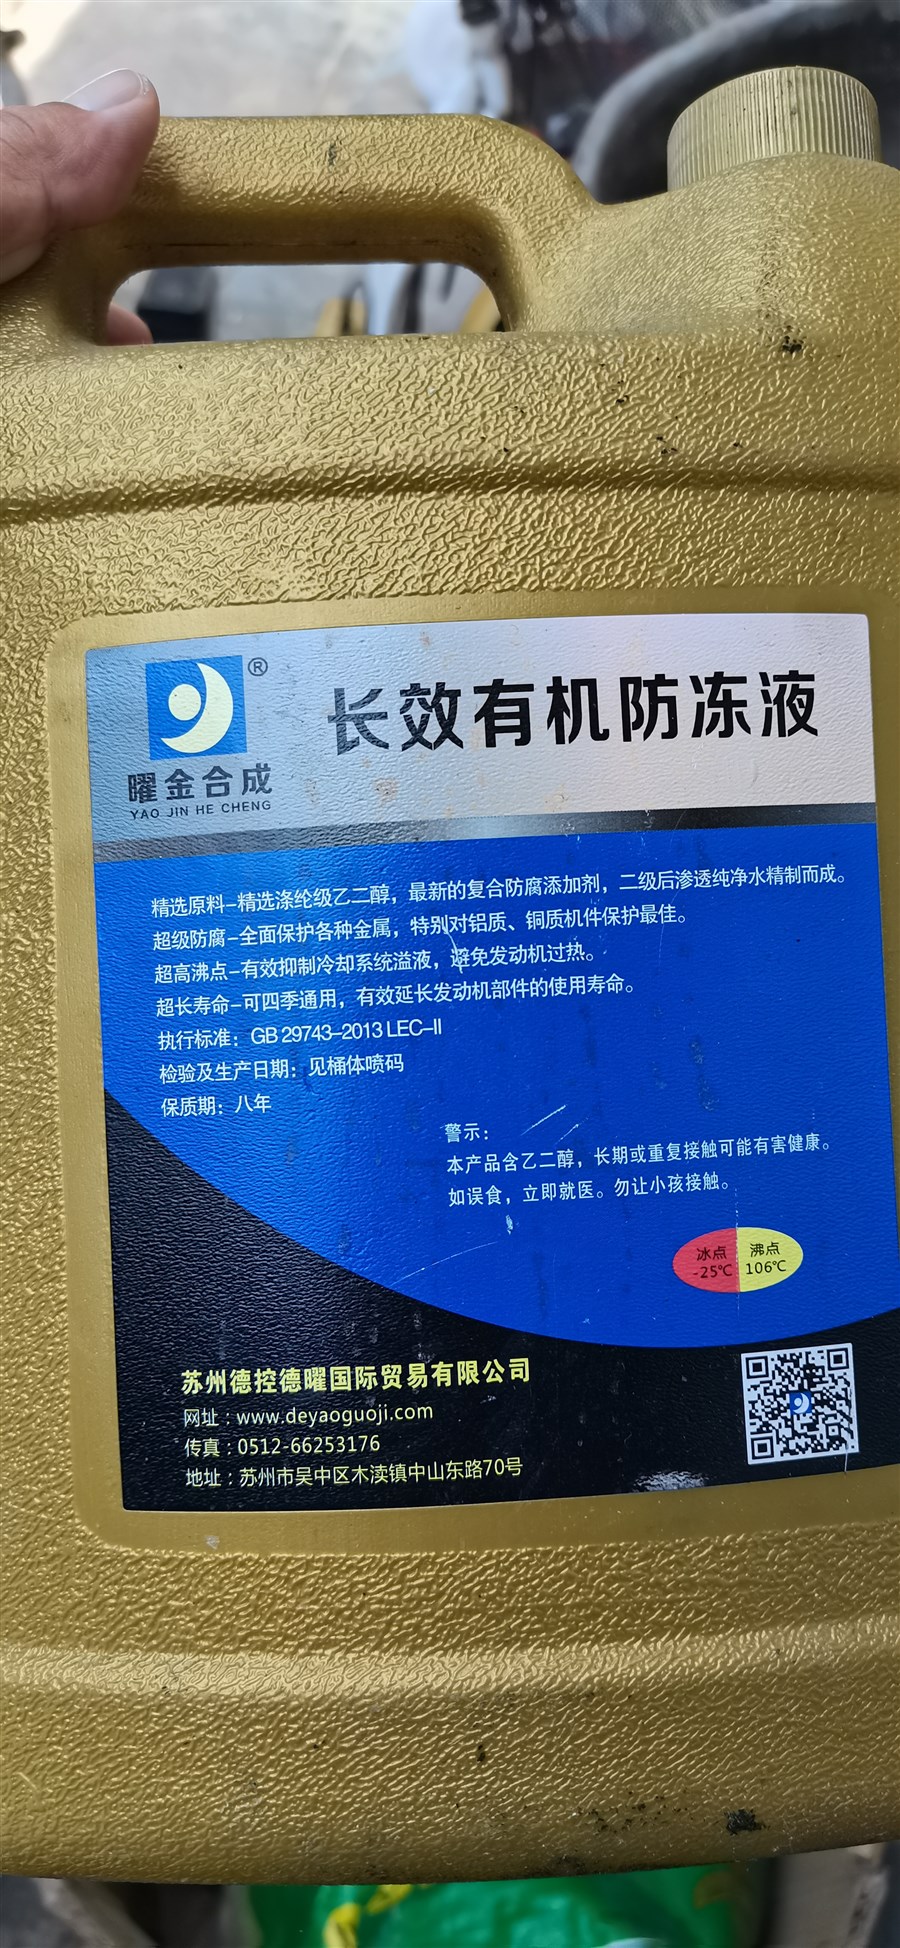 ®
长效有机防冻液
曜金合成
YAO JIN HE CHENG
精选原料-精选涤纶级乙二醇，最新的复合防腐添加剂，二级后渗透纯净水精制而成。
超级防腐-全面保护各种金属，特别对铝质、铜质机件保护最佳。
超高沸点-有效抑制冷却系统溢液，避免发动机过热。
超长寿命-可四季通用，有效延长发动机部件的使用寿命。
执行标准：GB 29743-2013 LEC-II
检验及生产日期：见桶体喷码
保质期：八年
警示：
本产品含乙二醇，长期或重复接触可能有害健康。
如误食，立即就医。勿让小孩接触。
冰点 沸点
-25℃ 106℃
苏州德控德曜国际贸易有限公司
网址：www.deyaoguoji.com
传真：0512-66253176
地址：苏州市吴中区木渎镇中山东路70号